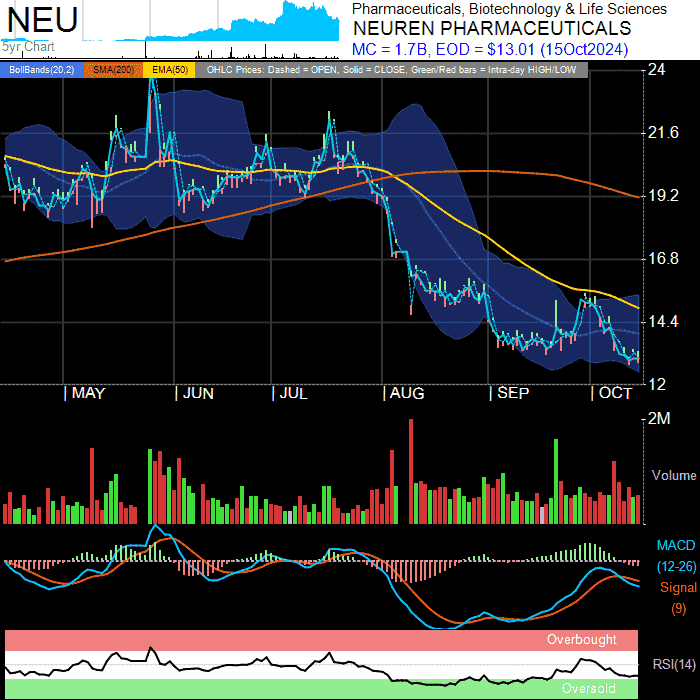 NEU
5yr Chart
Pharmaceuticals, Biotechnology & Life Sciences
NEUREN PHARMACEUTICALS
MC = 1.7B, EOD = $13.01 (15Oct2024)
BollBands(20,2) SMA(200) EMA(50) OHLC Prices: Dashed = OPEN, Solid = CLOSE, Green/Red bars = Intra-day HIGH/LOW
24
21.6
19.2
16.8
14.4
12
| MAY | JUN | JUL | AUG | SEP | OCT
2M
Volume
MACD
(12-26)
Signal
(9)
Overbought
RSI(14)
Oversold